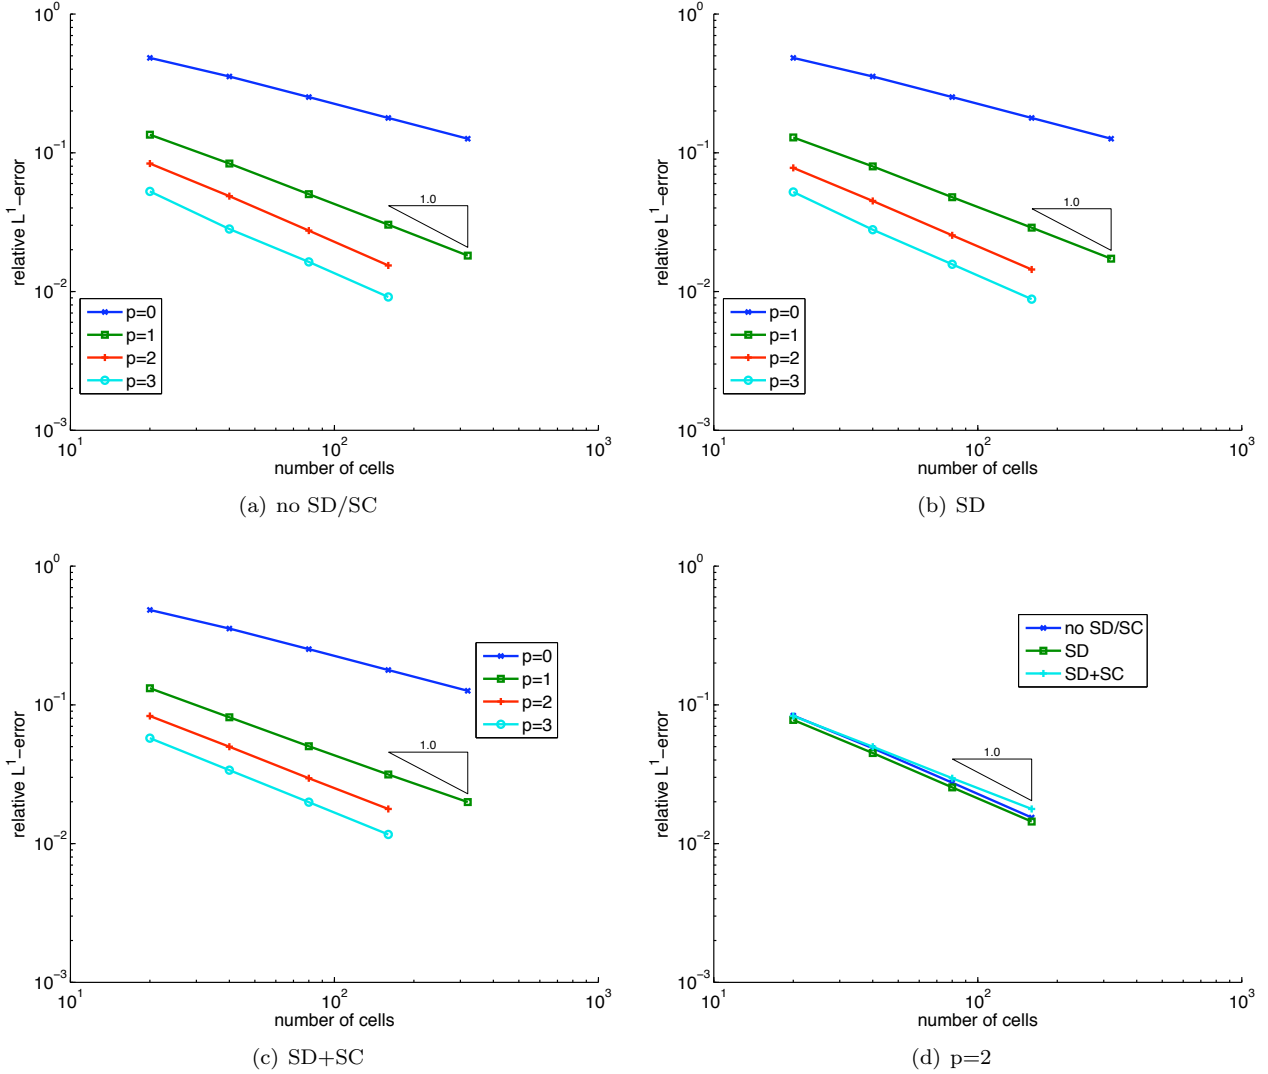 10^0
10^−1
10^−2
10^−3
relative L^1−error
1.0
p=0
p=1
p=2
p=3
10^1
10^2
10^3
number of cells
(a) no SD/SC
10^0
10^−1
10^−2
10^−3
relative L^1−error
1.0
p=0
p=1
p=2
p=3
10^1
10^2
10^3
number of cells
(b) SD
10^0
10^−1
10^−2
10^−3
relative L^1−error
p=0
p=1
p=2
p=3
1.0
10^1
10^2
10^3
number of cells
(c) SD+SC
10^0
10^−1
10^−2
10^−3
relative L^1−error
no SD/SC
SD
SD+SC
1.0
10^1
10^2
10^3
number of cells
(d) p=2